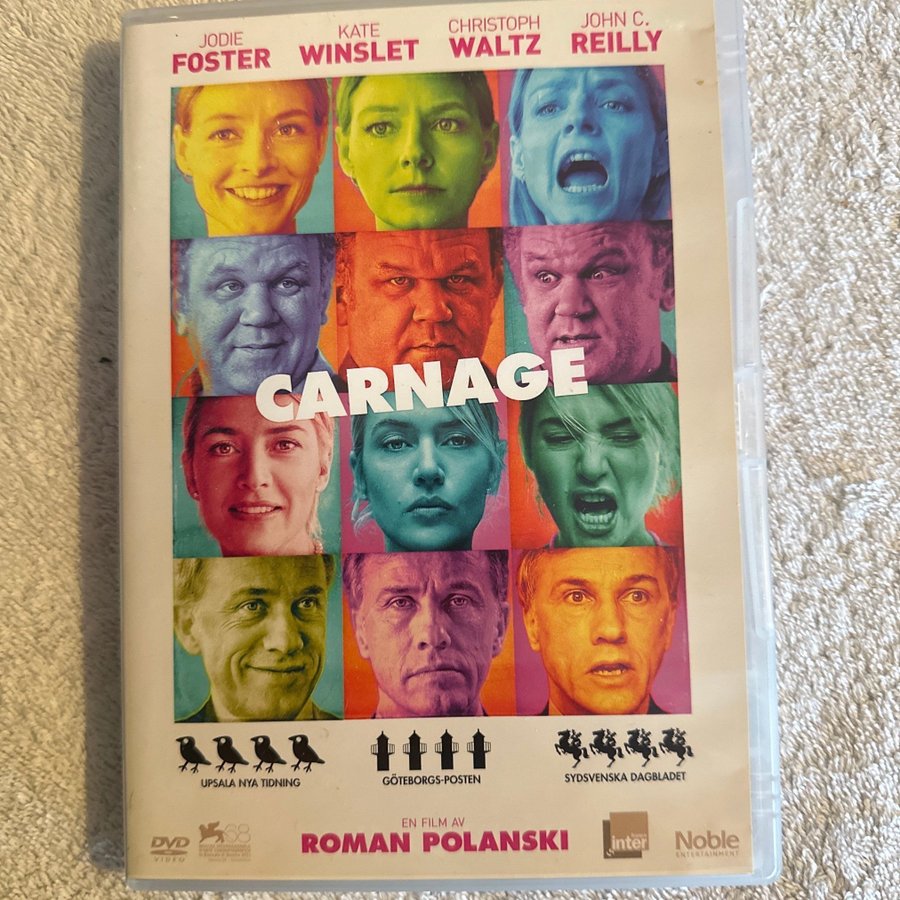 JODIE FOSTER
KATE WINSLET
CHRISTOPH WALTZ
JOHN C. REILLY
CARNAGE
UPSALA NYA TIDNING
GÖTEBORGS-POSTEN
SYDSVENSKA DAGBLADET
EN FILM AV
ROMAN POLANSKI
DVD
VIDEO
68
inter
Noble
ENTERTAINMENT